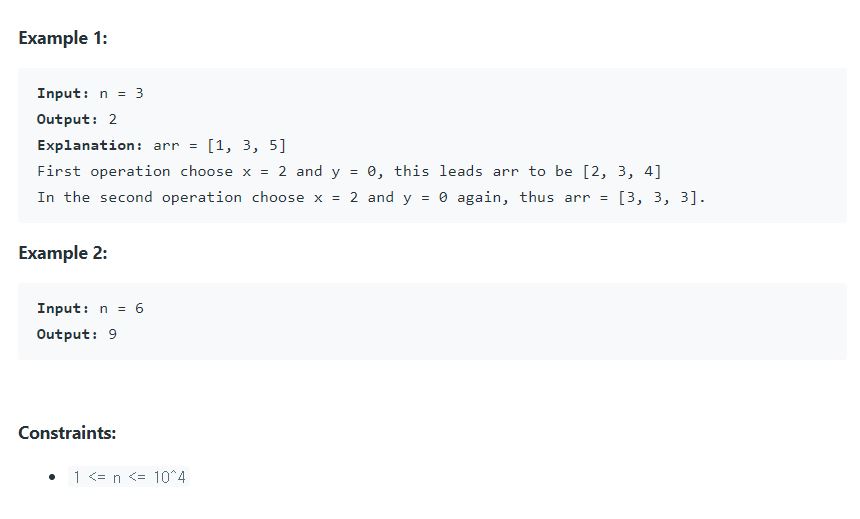 Example 1:
Input: n = 3
Output: 2
Explanation: arr = [1, 3, 5]
First operation choose x = 2 and y = 0, this leads arr to be [2, 3, 4]
In the second operation choose x = 2 and y = 0 again, thus arr = [3, 3, 3].
Example 2:
Input: n = 6
Output: 9
Constraints:
• 1 <= n <= 10^4